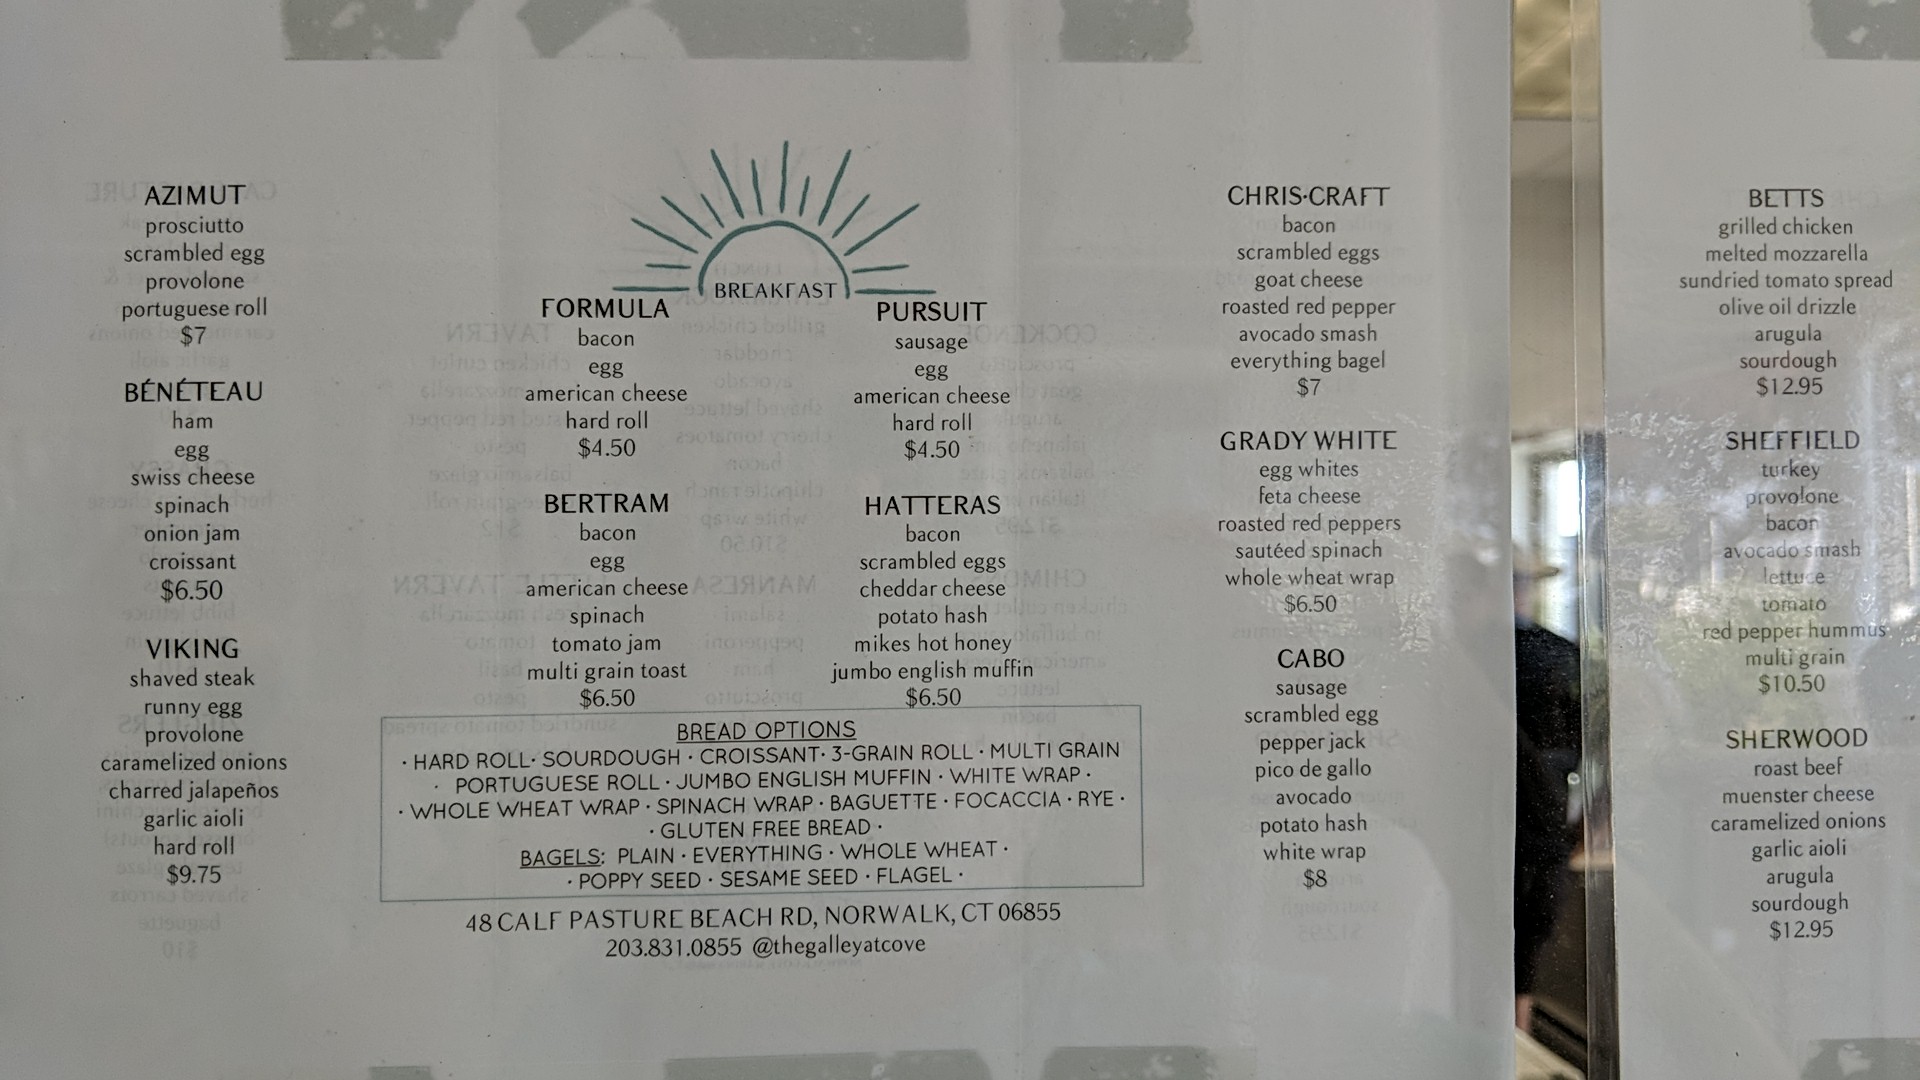 AZIMUT
prosciutto
scrambled egg
provolone
portuguese roll
$7
BÉNÉTEAU
ham
egg
swiss cheese
spinach
onion jam
croissant
$6.50
VIKING
shaved steak
runny egg
provolone
caramelized onions
charred jalapeños
garlic aioli
hard roll
$9.75
BREAKFAST
FORMULA
bacon
egg
american cheese
hard roll
$4.50
BERTRAM
bacon
egg
american cheese
spinach
tomato jam
multi grain toast
$6.50
PURSUIT
sausage
egg
american cheese
hard roll
$4.50
HATTERAS
bacon
scrambled eggs
cheddar cheese
potato hash
mikes hot honey
jumbo english muffin
$6.50
BREAD OPTIONS
· HARD ROLL · SOURDOUGH · CROISSANT · 3-GRAIN ROLL · MULTI GRAIN
· PORTUGUESE ROLL · JUMBO ENGLISH MUFFIN · WHITE WRAP ·
· WHOLE WHEAT WRAP · SPINACH WRAP · BAGUETTE · FOCACCIA · RYE ·
· GLUTEN FREE BREAD ·
BAGELS: PLAIN · EVERYTHING · WHOLE WHEAT ·
· POPPY SEED · SESAME SEED · FLAGEL ·
48 CALF PASTURE BEACH RD, NORWALK, CT 06855
203.831.0855 @thegalleyatcove
CHRIS·CRAFT
bacon
scrambled eggs
goat cheese
roasted red pepper
avocado smash
everything bagel
$7
GRADY WHITE
egg whites
feta cheese
roasted red peppers
sautéed spinach
whole wheat wrap
$6.50
CABO
sausage
scrambled egg
pepper jack
pico de gallo
avocado
potato hash
white wrap
$8
BETTS
grilled chicken
melted mozzarella
sundried tomato spread
olive oil drizzle
arugula
sourdough
$12.95
SHEFFIELD
turkey
provolone
bacon
avocado smash
lettuce
tomato
red pepper hummus
multi grain
$10.50
SHERWOOD
roast beef
muenster cheese
caramelized onions
garlic aioli
arugula
sourdough
$12.95